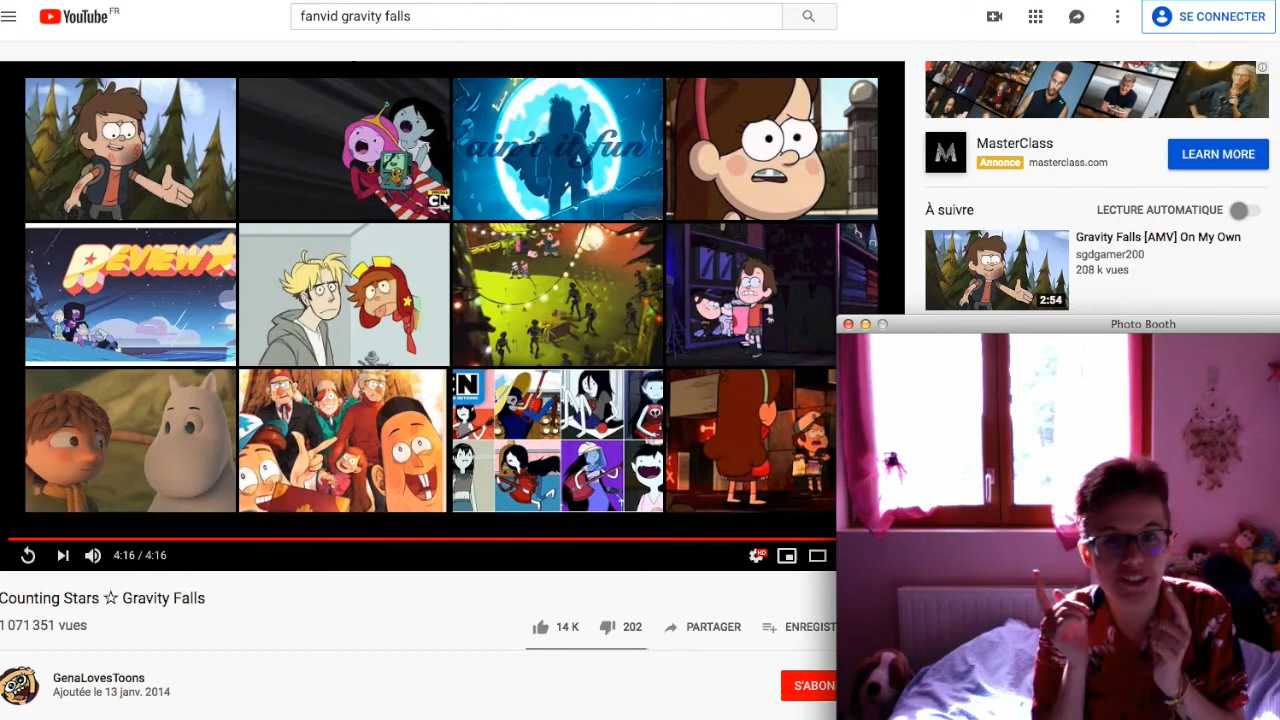 YouTube FR
fanvid gravity falls
SE CONNECTER
ain't it fun
CN
REVIEW
N
MasterClass
Annonce masterclass.com
LEARN MORE
À suivre
LECTURE AUTOMATIQUE
Gravity Falls [AMV] On My Own
sgdgamer200
208 k vues
2:54
Photo Booth
4:16 / 4:16
HD
Counting Stars ☆ Gravity Falls
1 071 351 vues
14 K
202
PARTAGER
ENREGIST
GenaLovesToons
Ajoutée le 13 janv. 2014
S'ABON